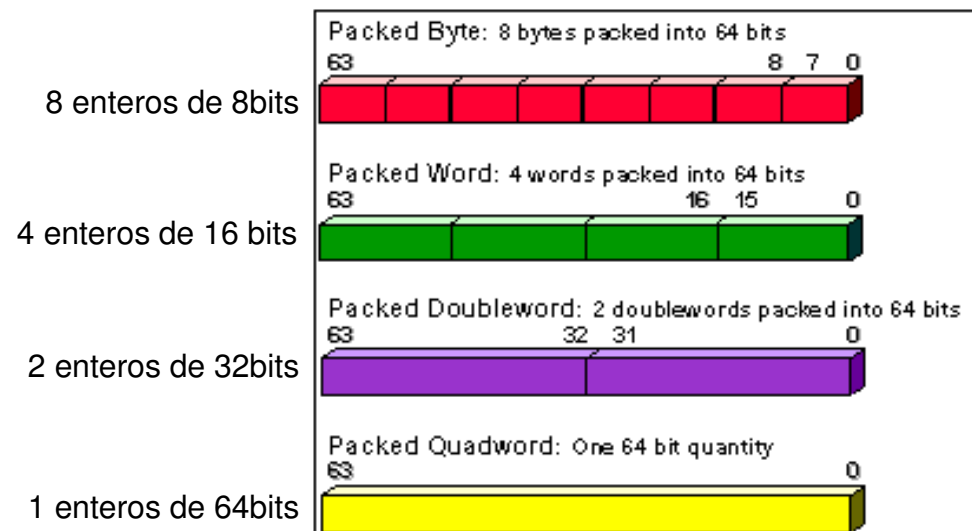 Packed Byte: 8 bytes packed into 64 bits
63 8 7 0
8 enteros de 8bits
Packed Word: 4 words packed into 64 bits
63 16 15 0
4 enteros de 16 bits
Packed Doubleword: 2 doublewords packed into 64 bits
63 32 31 0
2 enteros de 32bits
Packed Quadword: One 64 bit quantity
63 0
1 enteros de 64bits